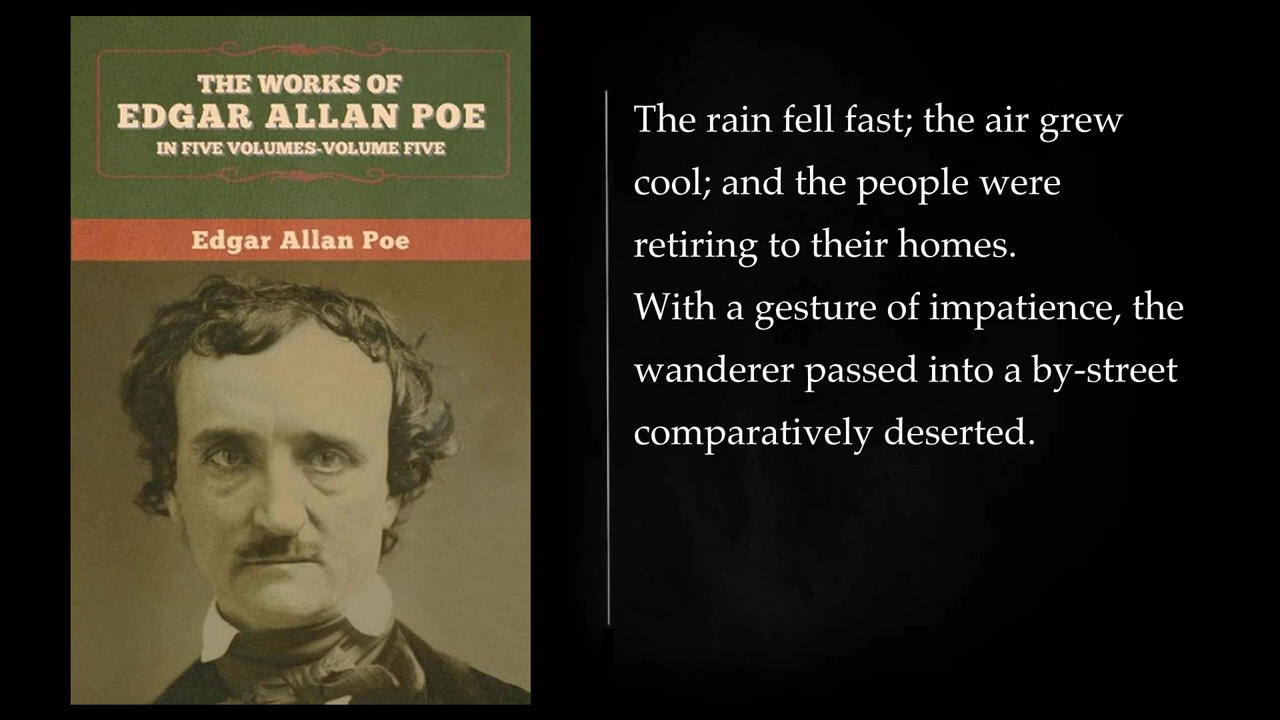 THE WORKS OF
EDGAR ALLAN POE
IN FIVE VOLUMES-VOLUME FIVE
Edgar Allan Poe
The rain fell fast; the air grew
cool; and the people were
retiring to their homes.
With a gesture of impatience, the
wanderer passed into a by-street
comparatively deserted.